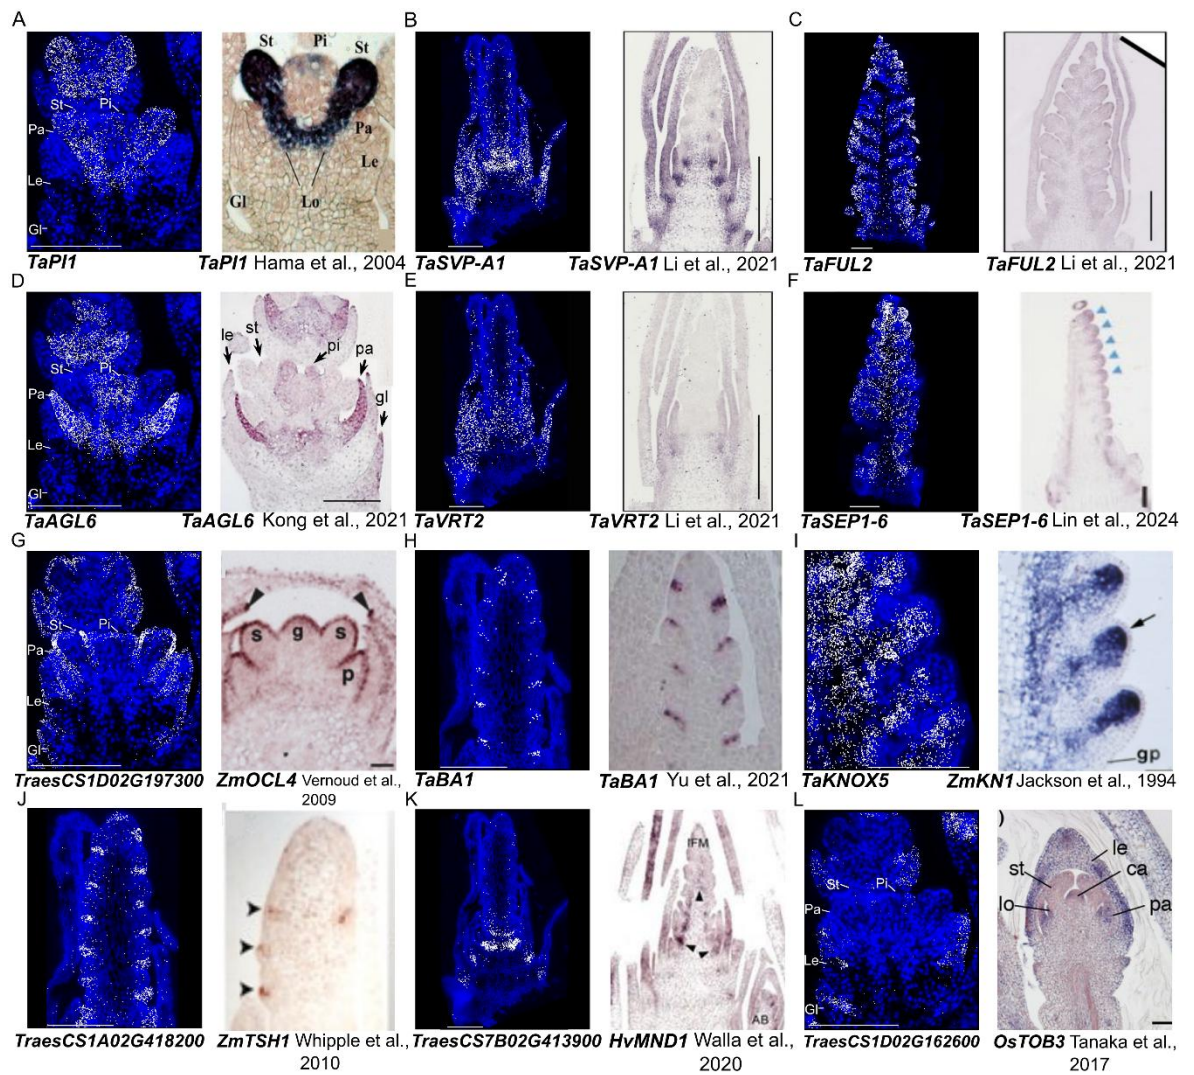 A
B
C
St Pi St
St
Pi
Pa
Pa
Le
Le
Gl
Lo
Gl
TaPI1
TaPI1 Hama et al., 2004
TaSVP-A1
TaSVP-A1 Li et al., 2021
TaFUL2
TaFUL2 Li et al., 2021
D
E
F
le
st
pi
pa
gl
St
Pi
Pa
Le
Gl
TaAGL6
TaAGL6 Kong et al., 2021
TaVRT2
TaVRT2 Li et al., 2021
TaSEP1-6
TaSEP1-6 Lin et al., 2024
G
H
I
St
Pi
Pa
Le
Gl
s g s
p
gp
TraesCS1D02G197300
ZmOCL4 Vernoud et al.,
2009
TaBA1
TaBA1 Yu et al., 2021
TaKNOX5
ZmKN1 Jackson et al., 1994
J
K
L
IFM
AB
St
Pi
Pa
Le
Gl
)
le
st
ca
lo
pa
TraesCS1A02G418200
ZmTSH1 Whipple et al.,
2010
TraesCS7B02G413900
HvMND1 Walla et al.,
2020
TraesCS1D02G162600
OsTOB3 Tanaka et al.,
2017